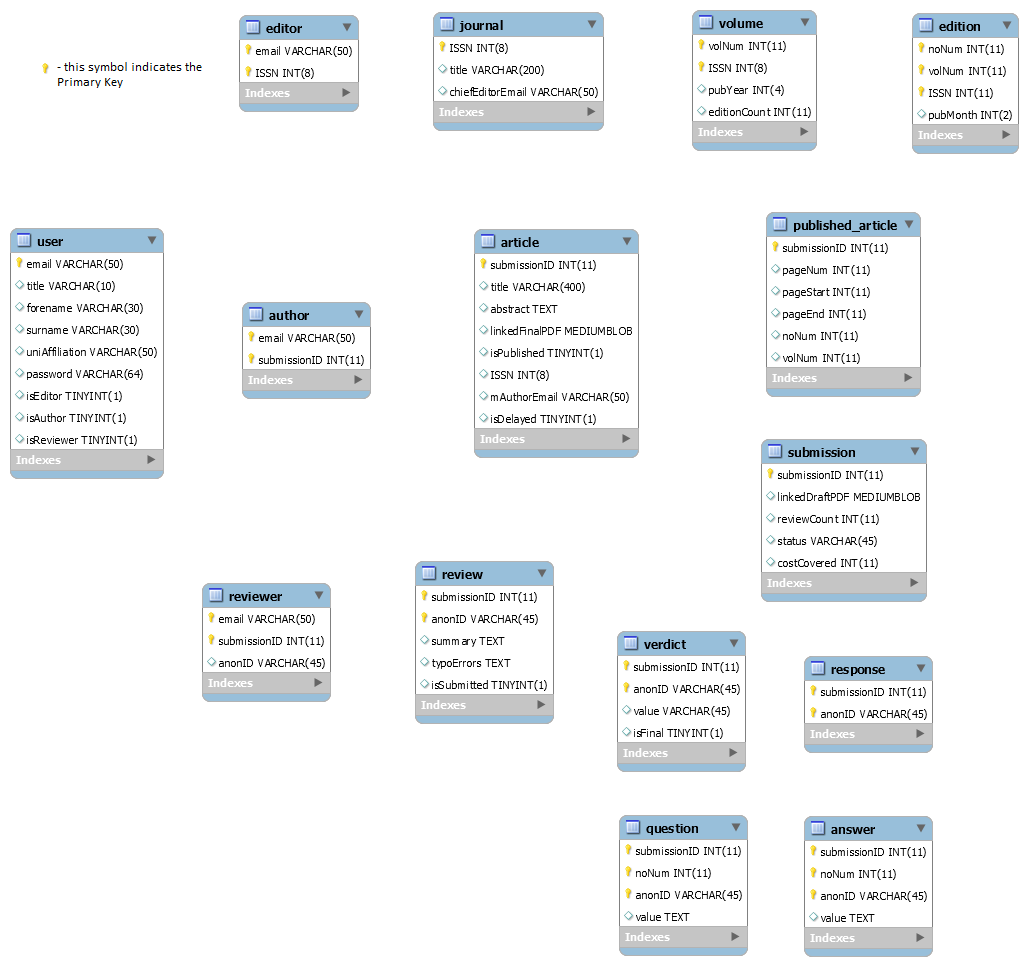 - this symbol indicates the
Primary Key
editor
email VARCHAR(50)
ISSN INT(8)
Indexes
journal
ISSN INT(8)
title VARCHAR(200)
chiefEditorEmail VARCHAR(50)
Indexes
volume
volNum INT(11)
ISSN INT(8)
pubYear INT(4)
editionCount INT(11)
Indexes
edition
noNum INT(11)
volNum INT(11)
ISSN INT(11)
pubMonth INT(2)
Indexes
user
email VARCHAR(50)
title VARCHAR(10)
forename VARCHAR(30)
surname VARCHAR(30)
uniAffiliation VARCHAR(50)
password VARCHAR(64)
isEditor TINYINT(1)
isAuthor TINYINT(1)
isReviewer TINYINT(1)
Indexes
author
email VARCHAR(50)
submissionID INT(11)
Indexes
article
submissionID INT(11)
title VARCHAR(400)
abstract TEXT
linkedFinalPDF MEDIUMBLOB
isPublished TINYINT(1)
ISSN INT(8)
mAuthorEmail VARCHAR(50)
isDelayed TINYINT(1)
Indexes
published_article
submissionID INT(11)
pageNum INT(11)
pageStart INT(11)
pageEnd INT(11)
noNum INT(11)
volNum INT(11)
Indexes
submission
submissionID INT(11)
linkedDraftPDF MEDIUMBLOB
reviewCount INT(11)
status VARCHAR(45)
costCovered INT(11)
Indexes
reviewer
email VARCHAR(50)
submissionID INT(11)
anonID VARCHAR(45)
Indexes
review
submissionID INT(11)
anonID VARCHAR(45)
summary TEXT
typoErrors TEXT
isSubmitted TINYINT(1)
Indexes
verdict
submissionID INT(11)
anonID VARCHAR(45)
value VARCHAR(45)
isFinal TINYINT(1)
Indexes
response
submissionID INT(11)
anonID VARCHAR(45)
Indexes
question
submissionID INT(11)
noNum INT(11)
anonID VARCHAR(45)
value TEXT
Indexes
answer
submissionID INT(11)
noNum INT(11)
anonID VARCHAR(45)
value TEXT
Indexes